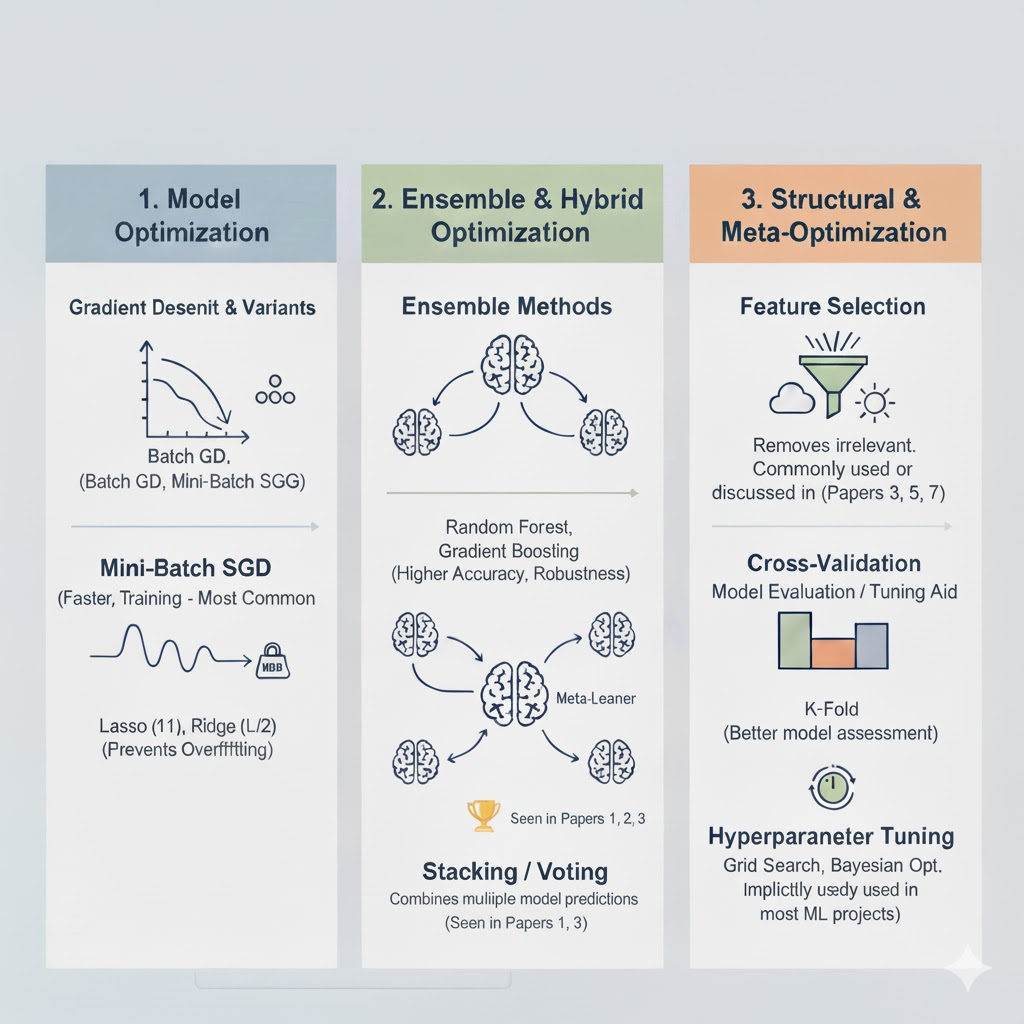 1. Model
Optimization
Gradient Desenit & Variants
Batch GD,
(Batch GD, Mini-Batch SGG)
Mini-Batch SGD
(Faster, Training - Most Common
MBB
Lasso (11), Ridge (L/2)
(Prevents Overffftting)
2. Ensemble & Hybrid
Optimization
Ensemble Methods
Random Forest,
Gradient Boosting
(Higher Accuracy, Robustness)
Meta-Leaner
Seen in Papers 1, 2, 3
Stacking / Voting
Combines muliiple model predictions
(Seen in Papers 1, 3)
3. Structural &
Meta-Optimization
Feature Selection
Removes irrelevant.
Commonly used or
discussed in (Papers 3, 5, 7)
Cross-Validation
Model Evaluation / Tuning Aid
K-Fold
(Better model assessment)
Hyperparaneter Tuning
Grid Search, Bayesian Opt.
Implictlly usedy used in
most ML projects)